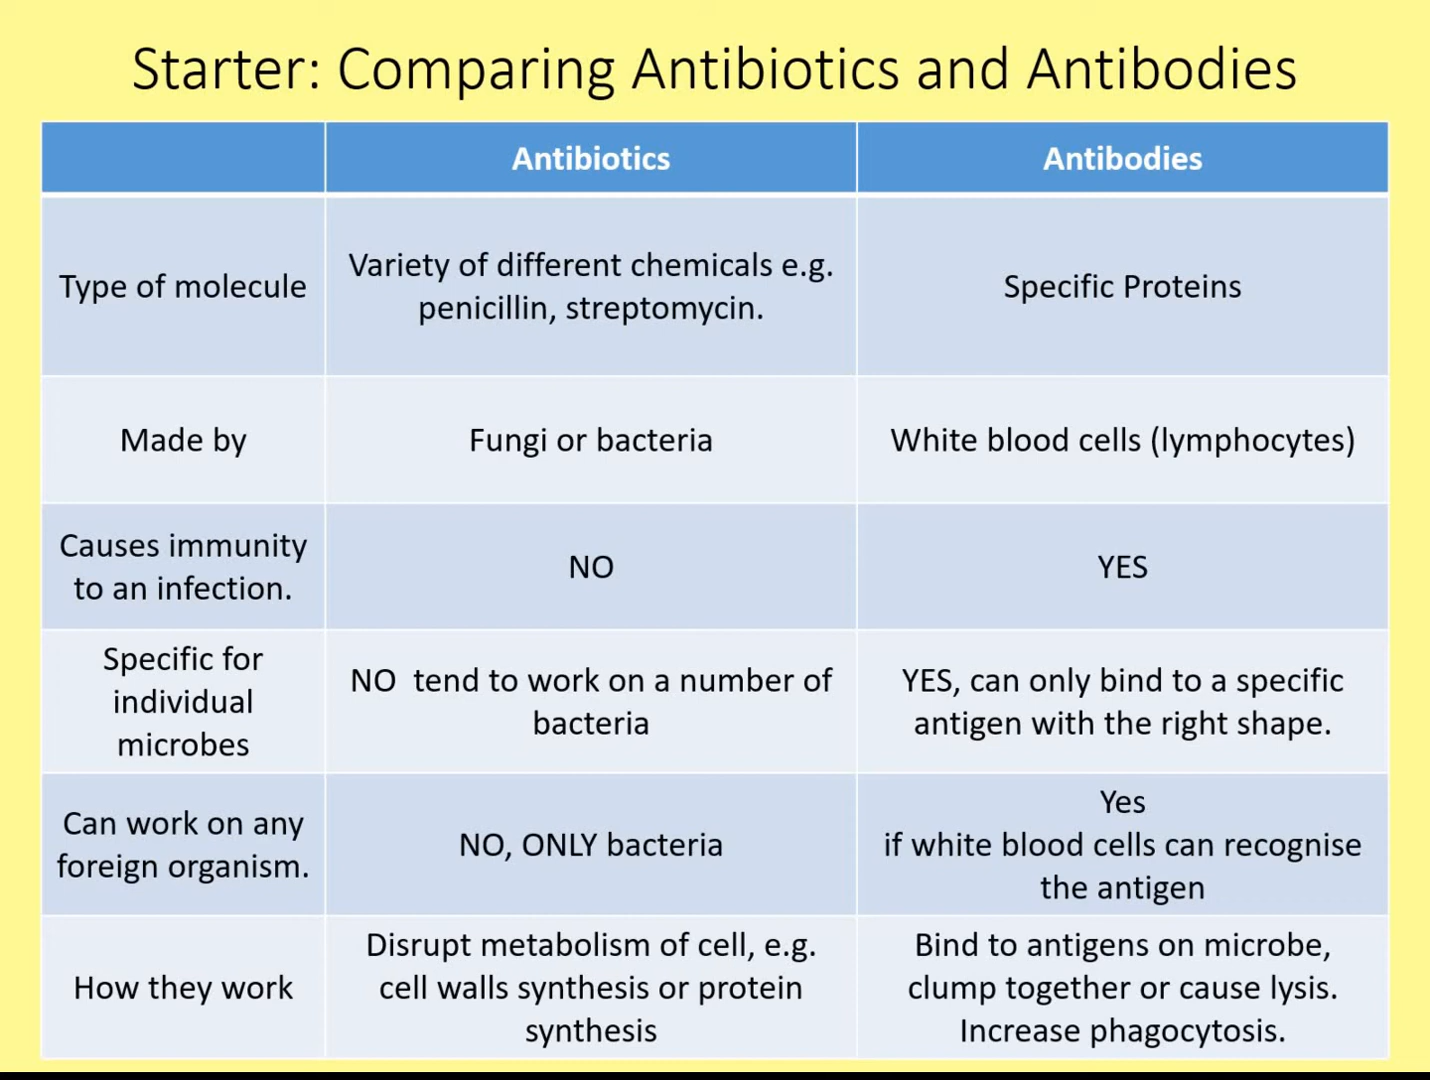 Starter: Comparing Antibiotics and Antibodies
Antibiotics
Antibodies
Type of molecule
Variety of different chemicals e.g.
penicillin, streptomycin.
Specific Proteins
Made by
Fungi or bacteria
White blood cells (lymphocytes)
Causes immunity
to an infection.
NO
YES
Specific for
individual
microbes
NO  tend to work on a number of
bacteria
YES, can only bind to a specific
antigen with the right shape.
Can work on any
foreign organism.
NO, ONLY bacteria
Yes
if white blood cells can recognise
the antigen
How they work
Disrupt metabolism of cell, e.g.
cell walls synthesis or protein
synthesis
Bind to antigens on microbe,
clump together or cause lysis.
Increase phagocytosis.